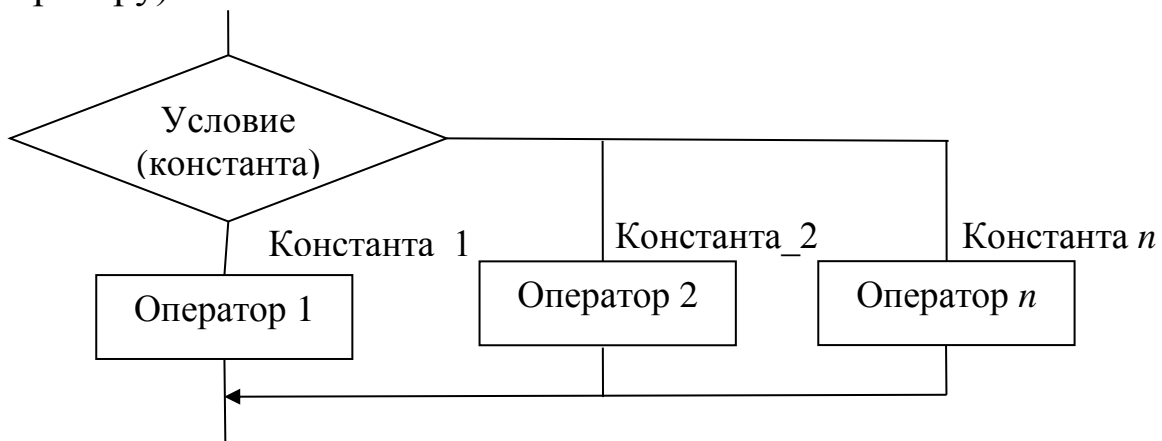 Условие
(константа)
Константа 1
Константа_2
Константа n
Оператор 1
Оператор 2
Оператор n